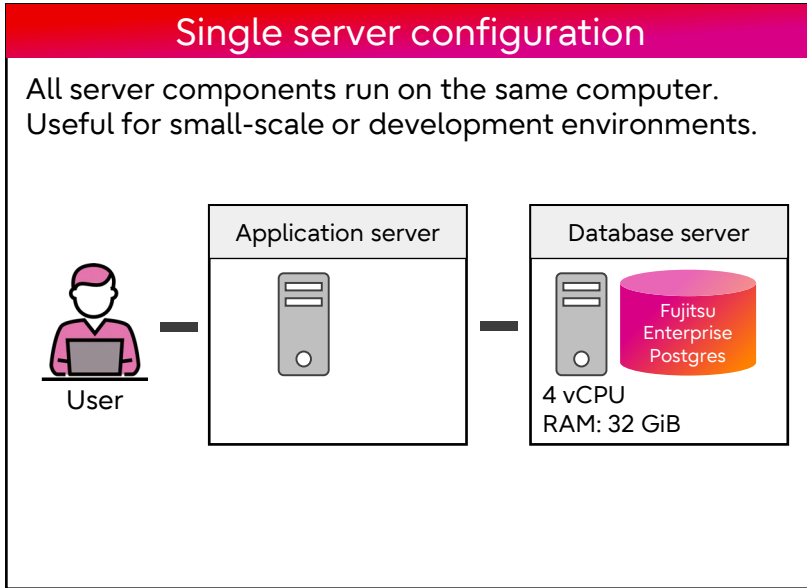 Single server configuration
All server components run on the same computer.
Useful for small-scale or development environments.
Application server
Database server
Fujitsu
Enterprise
Postgres
User
4 vCPU
RAM: 32 GiB